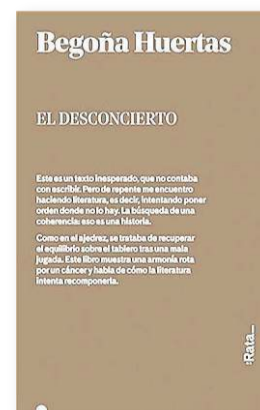 Begoña Huertas
EL DESCONCIERTO
Este es un texto inesperado, que no contaba
con escribir. Pero de repente me encuentro
haciendo literatura, es decir, intentando poner
orden donde no lo hay. La búsqueda de una
coherencia: eso es una historia.
Como en el ajedrez, se trataba de recuperar
el equilibrio sobre el tablero tras una mala
jugada. Este libro muestra una armonía rota
por un cáncer y habla de cómo la literatura
intenta recomponerla.
:Rata_